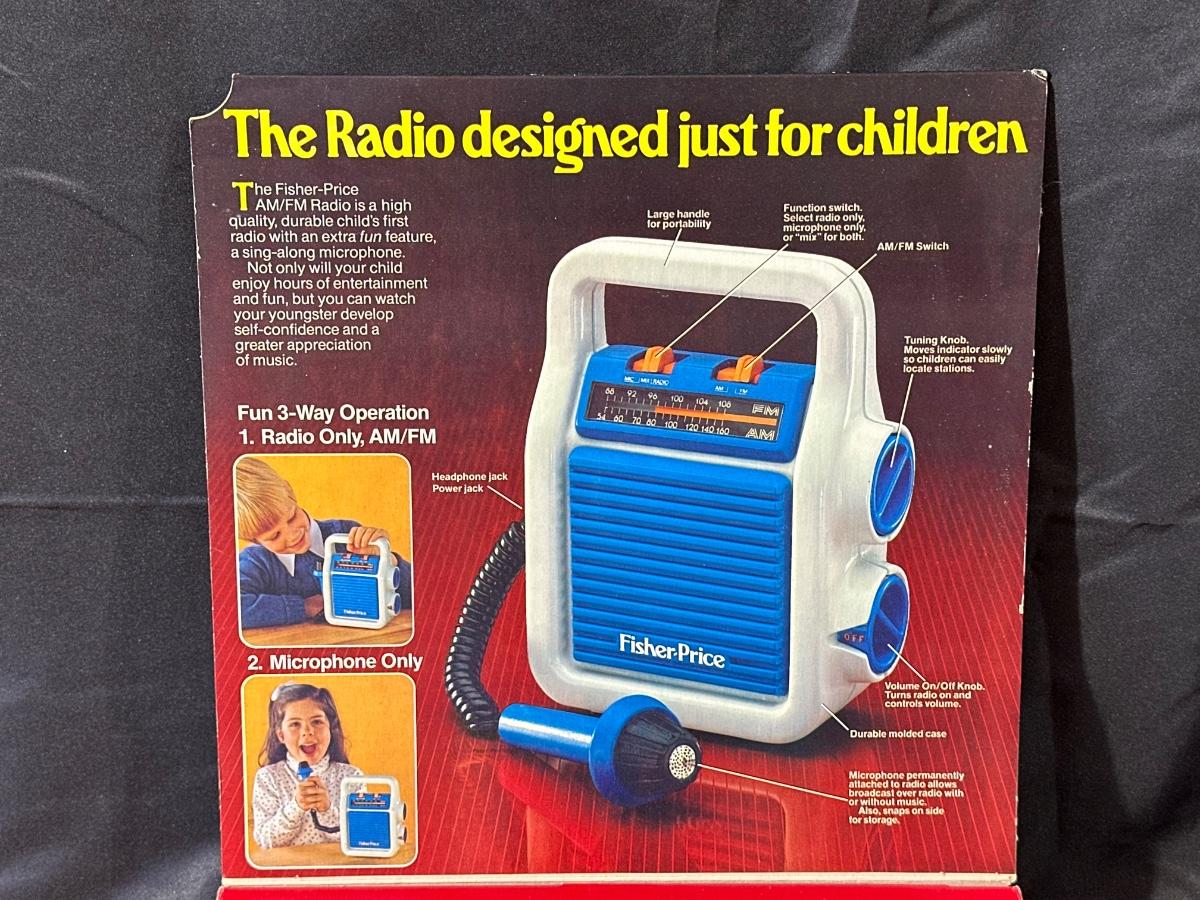 The Radio designed just for children
The Fisher-Price
AM/FM Radio is a high
quality, durable child's first
radio with an extra fun feature,
a sing-along microphone.
Not only will your child
enjoy hours of entertainment
and fun, but you can watch
your youngster develop
self-confidence and a
greater appreciation
of music.
Fun 3-Way Operation
1. Radio Only, AM/FM
Fisher-Price
2. Microphone Only
Fisher-Price
Large handle
for portability
Function switch.
Select radio only,
microphone only,
or "mix" for both.
AM/FM Switch
Tuning Knob.
Moves indicator slowly
so children can easily
locate stations.
MIC MIX RADIO
AM FM
88 92 96 100 104 108 FM
54 60 70 80 100 120 140 160 AM
Headphone jack
Power jack
Fisher-Price
OFF
Volume On/Off Knob.
Turns radio on and
controls volume.
Durable molded case
Microphone permanently
attached to radio allows
broadcast over radio with
or without music.
Also, snaps on side
for storage.